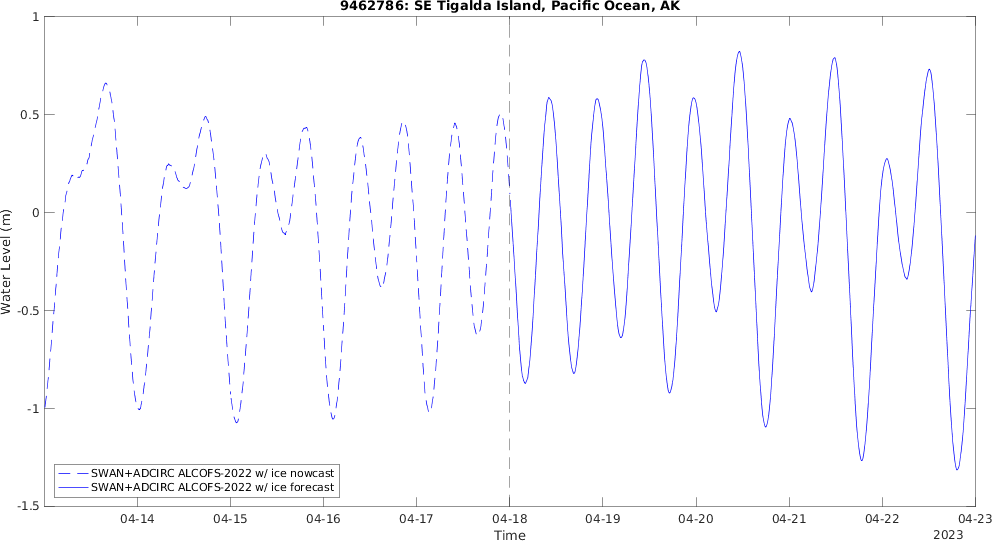 9462786: SE Tigalda Island, Pacific Ocean, AK
1
0.5
0
-0.5
-1
-1.5
Water Level (m)
SWAN+ADCIRC ALCOFS-2022 w/ ice nowcast
SWAN+ADCIRC ALCOFS-2022 w/ ice forecast
04-14 04-15 04-16 04-17 04-18 04-19 04-20 04-21 04-22 04-23
Time
2023